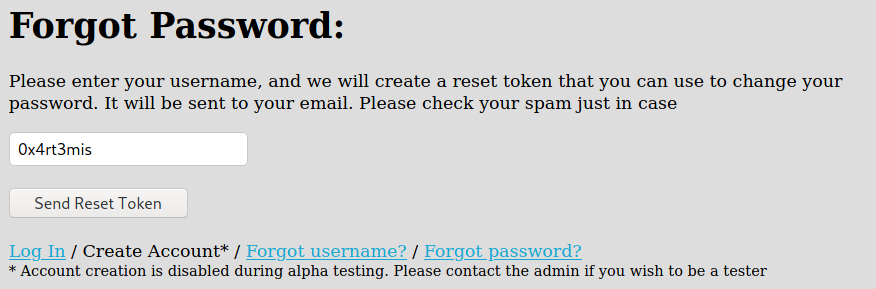 Forgot Password:
Please enter your username, and we will create a reset token that you can use to change your
password. It will be sent to your email. Please check your spam just in case
0x4rt3mis
Send Reset Token
Log In / Create Account* / Forgot username? / Forgot password?
* Account creation is disabled during alpha testing. Please contact the admin if you wish to be a tester